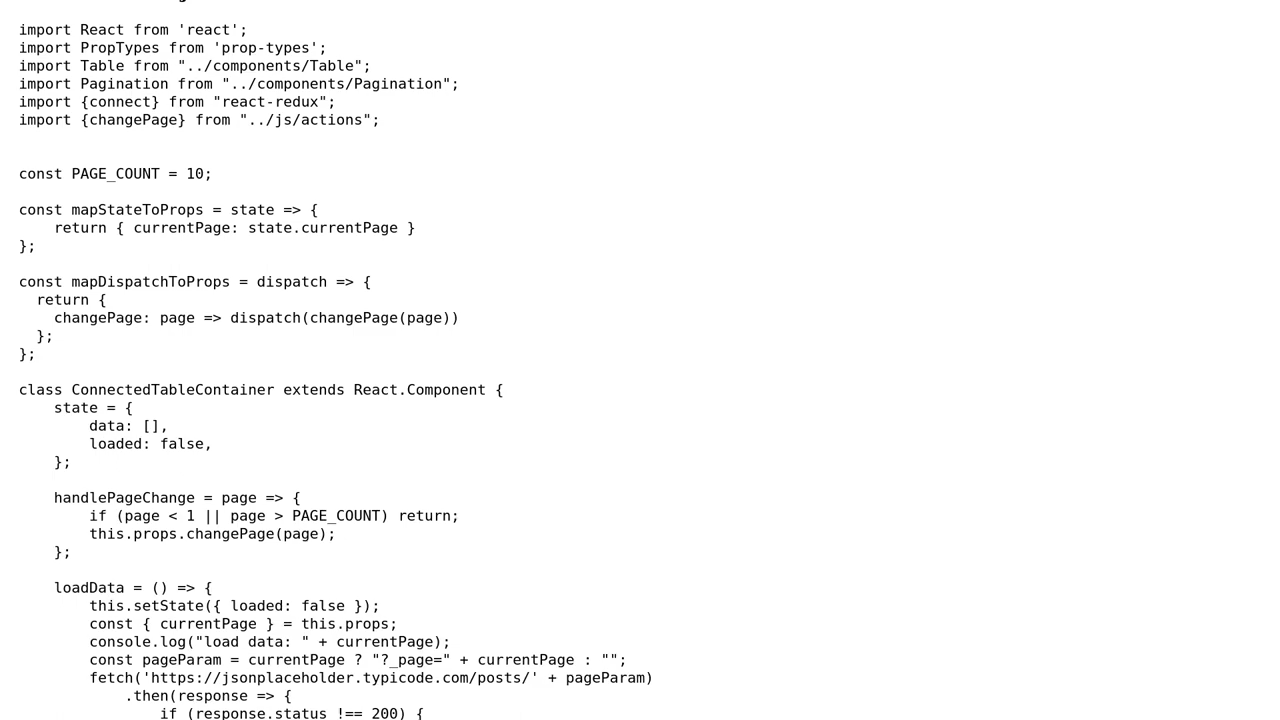 import React from 'react';
import PropTypes from 'prop-types';
import Table from "../components/Table";
import Pagination from "../components/Pagination";
import {connect} from "react-redux";
import {changePage} from "../js/actions";
const PAGE_COUNT = 10;
const mapStateToProps = state => {
    return { currentPage: state.currentPage }
};
const mapDispatchToProps = dispatch => {
  return {
    changePage: page => dispatch(changePage(page))
  };
};
class ConnectedTableContainer extends React.Component {
    state = {
        data: [],
        loaded: false,
    };
    handlePageChange = page => {
        if (page < 1 || page > PAGE_COUNT) return;
        this.props.changePage(page);
    };
    loadData = () => {
        this.setState({ loaded: false });
        const { currentPage } = this.props;
        console.log("load data: " + currentPage);
        const pageParam = currentPage ? "?_page=" + currentPage : "";
        fetch('https://jsonplaceholder.typicode.com/posts/' + pageParam)
            .then(response => {
                if (response.status !== 200) {